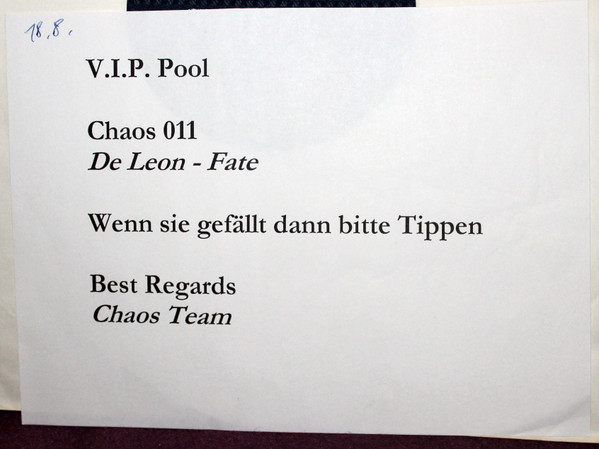 18.8.
V.I.P. Pool
Chaos 011
De Leon - Fate
Wenn sie gefällt dann bitte Tippen
Best Regards
Chaos Team